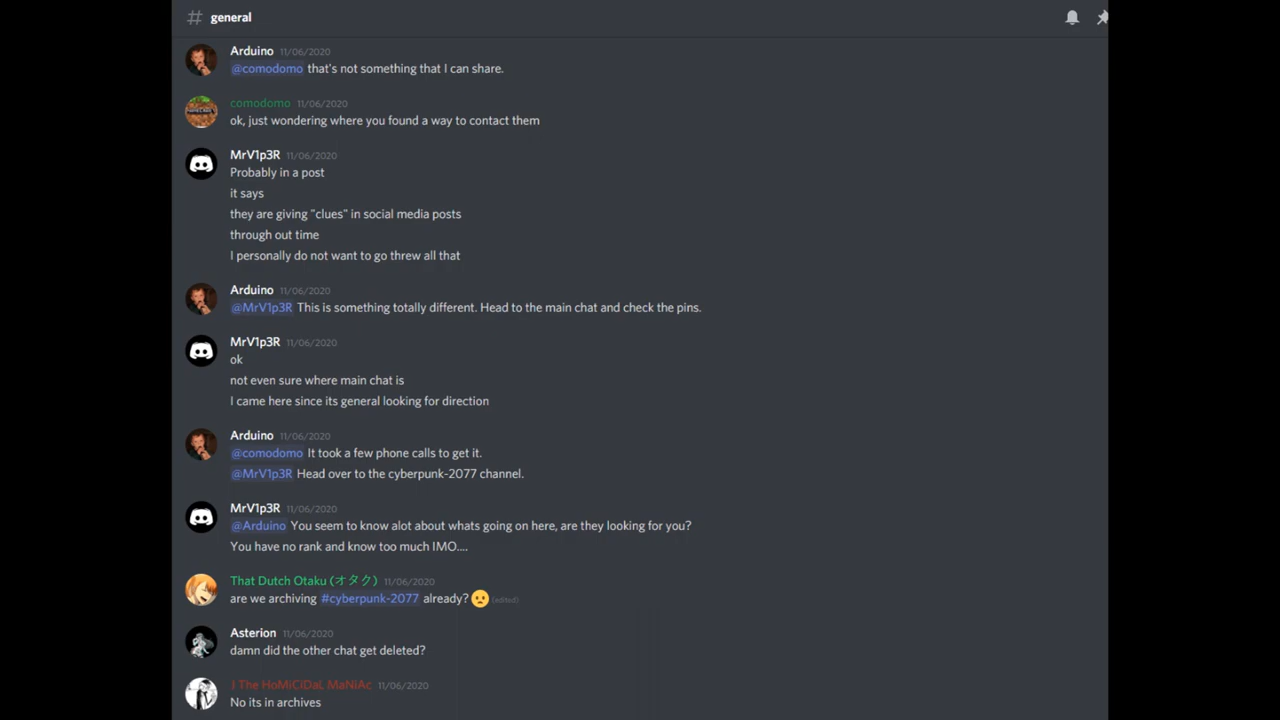 # general
Arduino 11/06/2020
@comodomo that's not something that I can share.
comodomo 11/06/2020
ok, just wondering where you found a way to contact them
MrV1p3R 11/06/2020
Probably in a post
it says
they are giving "clues" in social media posts
through out time
I personally do not want to go threw all that
Arduino 11/06/2020
@MrV1p3R This is something totally different. Head to the main chat and check the pins.
MrV1p3R 11/06/2020
ok
not even sure where main chat is
I came here since its general looking for direction
Arduino 11/06/2020
@comodomo It took a few phone calls to get it.
@MrV1p3R Head over to the cyberpunk-2077 channel.
MrV1p3R 11/06/2020
@Arduino You seem to know alot about whats going on here, are they looking for you?
You have no rank and know too much IMO....
That Dutch Otaku (オタク) 11/06/2020
are we archiving #cyberpunk-2077 already? (edited)
Asterion 11/06/2020
damn did the other chat get deleted?
The HoMiCiDaL MaNiAc 11/06/2020
No its in archives